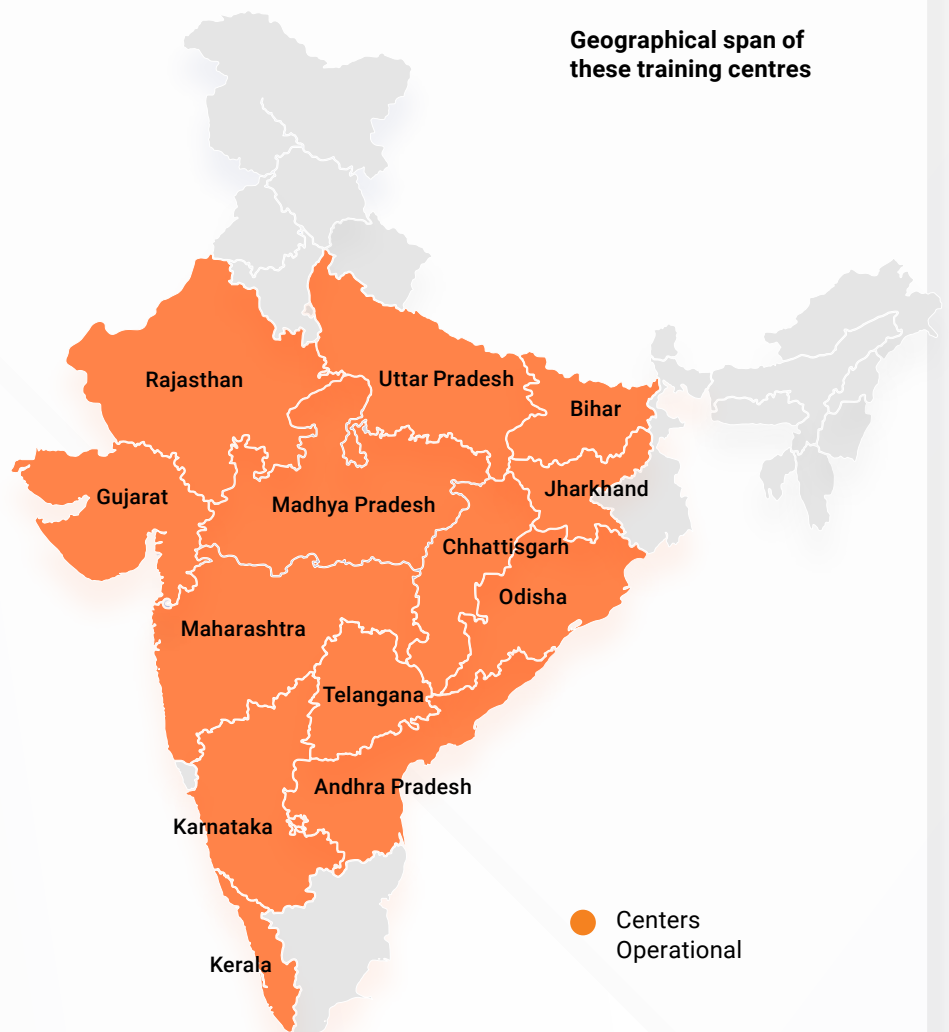 Geographical span of
these training centres
Rajasthan
Uttar Pradesh
Bihar
Gujarat
Madhya Pradesh
Jharkhand
Chhattisgarh
Odisha
Maharashtra
Telangana
Andhra Pradesh
Karnataka
Kerala
Centers
Operational